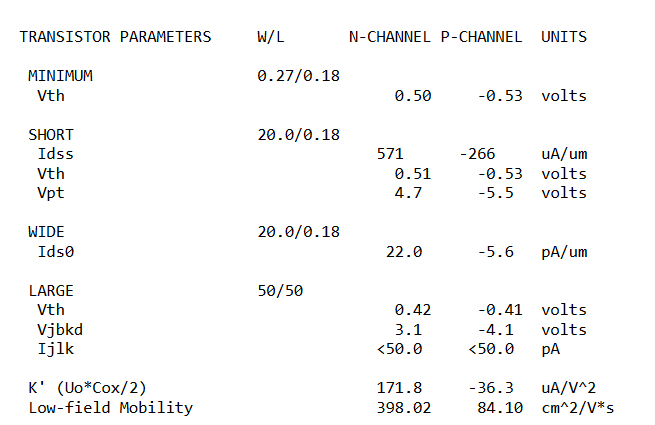 TRANSISTOR PARAMETERS W/L N-CHANNEL P-CHANNEL UNITS
MINIMUM 0.27/0.18
Vth 0.50 -0.53 volts
SHORT 20.0/0.18
Idss 571 -266 uA/um
Vth 0.51 -0.53 volts
Vpt 4.7 -5.5 volts
WIDE 20.0/0.18
Ids0 22.0 -5.6 pA/um
LARGE 50/50
Vth 0.42 -0.41 volts
Vjbkd 3.1 -4.1 volts
Ijlk <50.0 <50.0 pA
K' (Uo*Cox/2) 171.8 -36.3 uA/V^2
Low-field Mobility 398.02 84.10 cm^2/V*s